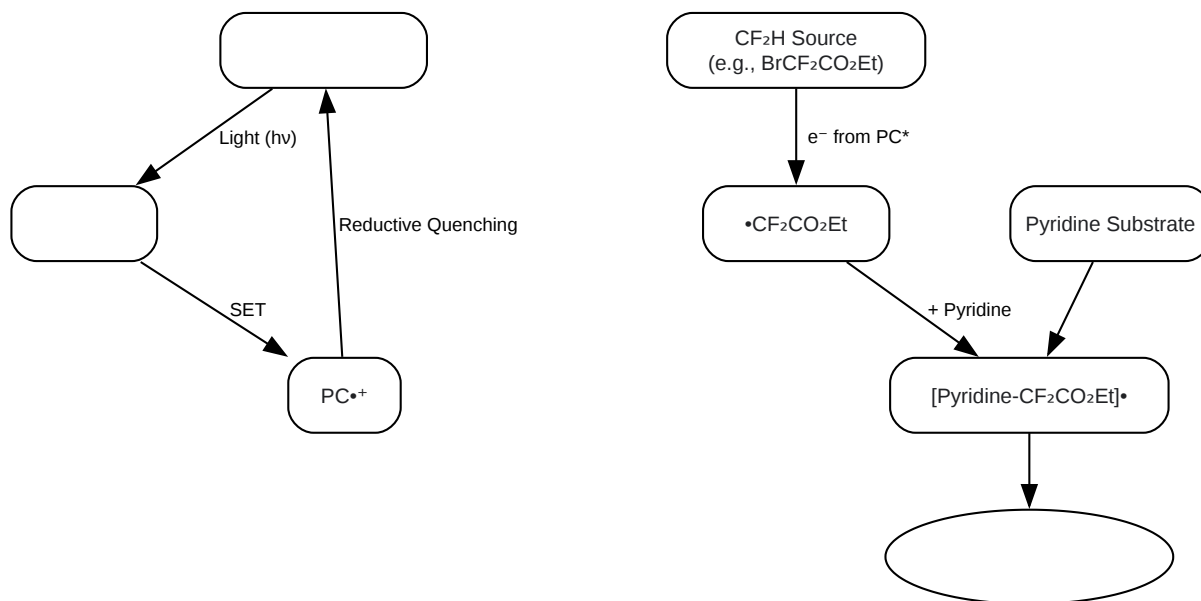 CF₂H Source
(e.g., BrCF₂CO₂Et)
Light (hν)
e⁻ from PC*
•CF₂CO₂Et
Pyridine Substrate
Reductive Quenching
SET
+ Pyridine
PC•⁺
[Pyridine-CF₂CO₂Et]•